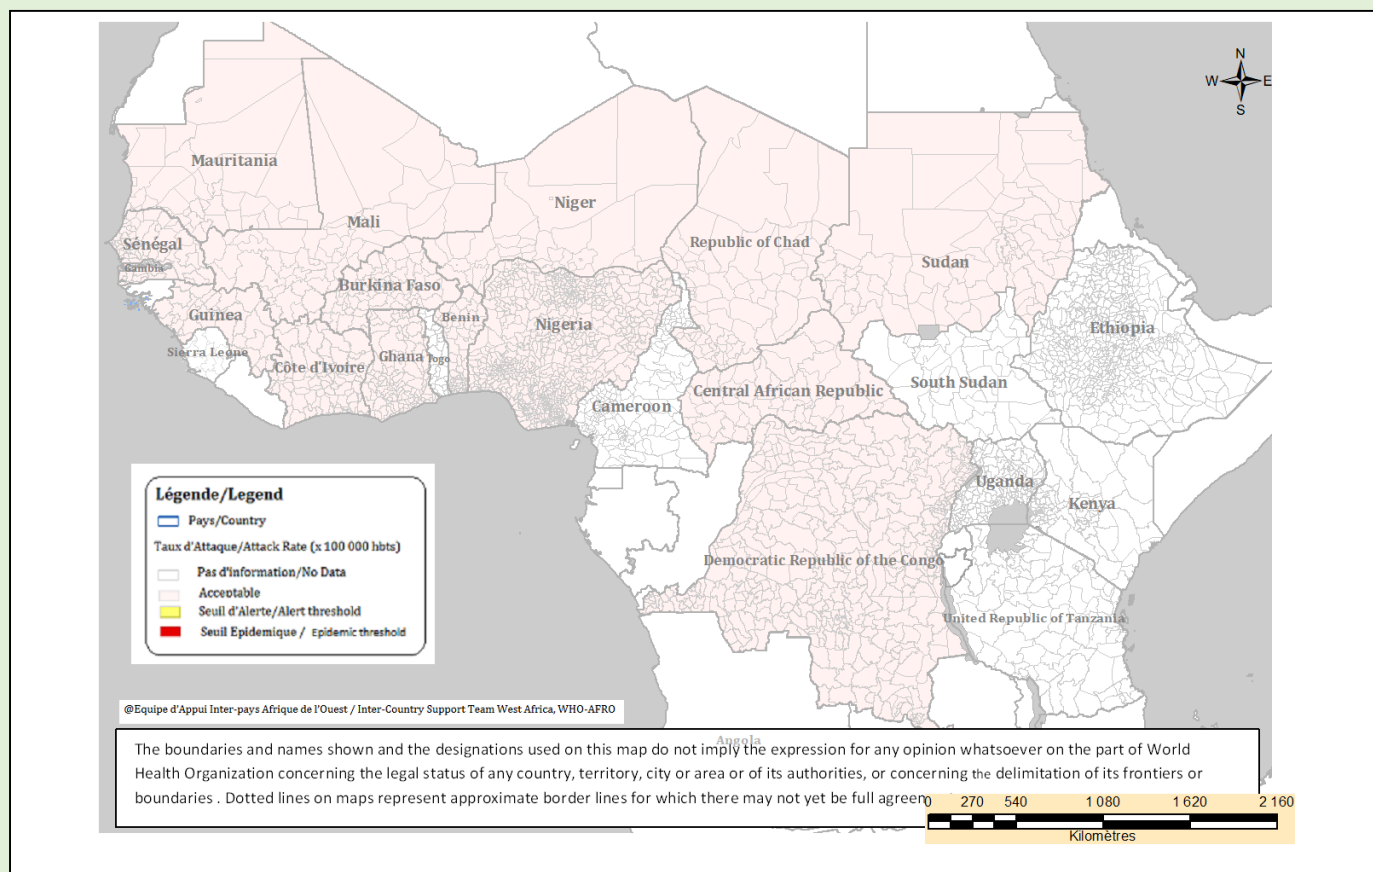 N
W E
S
Mauritania
Mali
Niger
Republic of Chad
Sudan
Sénégal
Gambia
Burkina Faso
Guinea
Benin
Nigeria
Ethiopia
Sierra Leone
Côte d'Ivoire
Ghana
Togo
Cameroon
Central African Republic
South Sudan
Uganda
Kenya
Democratic Republic of the Congo
United Republic of Tanzania
Angola
Légende/Legend
Pays/Country
Taux d'Attaque/Attack Rate (x 100 000 hbts)
Pas d'information/No Data
Acceptable
Seuil d'Alerte/Alert threshold
Seuil Epidemique / Epidemic threshold
@Equipe d'Appui Inter-pays Afrique de l'Ouest / Inter-Country Support Team West Africa, WHO-AFRO
The boundaries and names shown and the designations used on this map do not imply the expression for any opinion whatsoever on the part of World
Health Organization concerning the legal status of any country, territory, city or area or of its authorities, or concerning the delimitation of its frontiers or
boundaries . Dotted lines on maps represent approximate border lines for which there may not yet be full agreem
0 270 540 1 080 1 620 2 160
Kilomètres